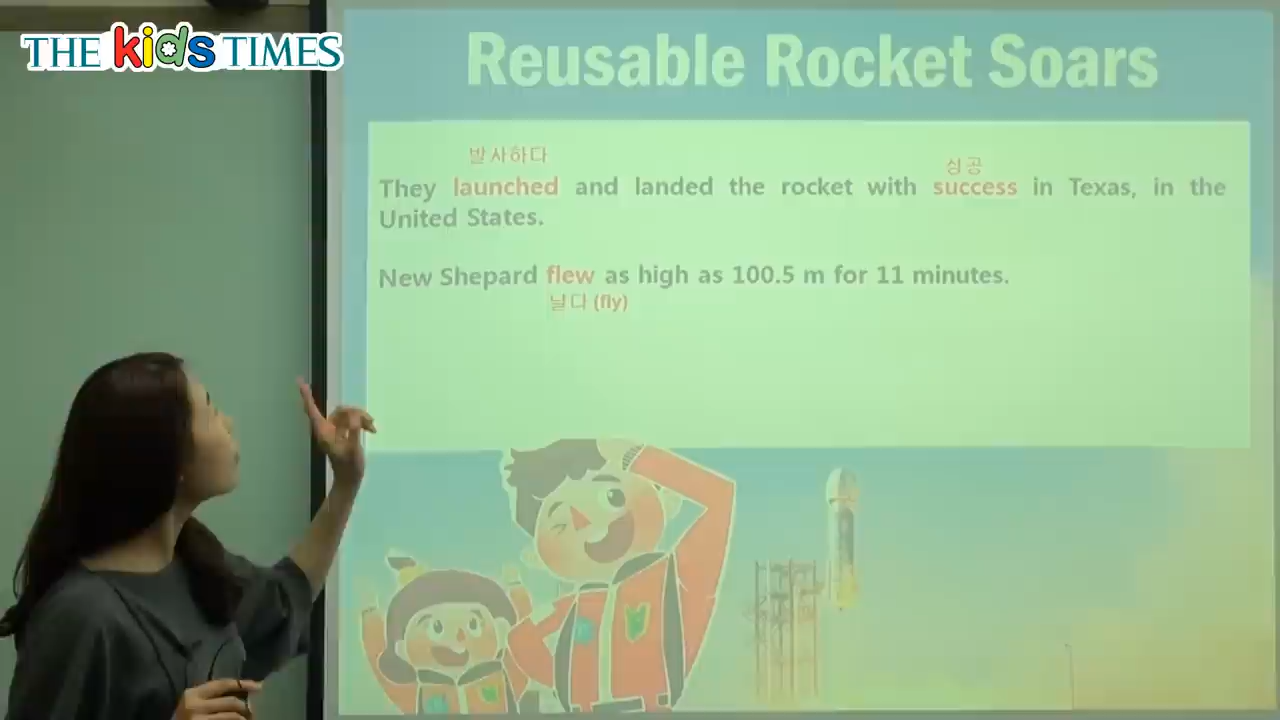 THE kids TIMES
Reusable Rocket Soars
발사하다
성공
They launched and landed the rocket with success in Texas, in the
United States.
New Shepard flew as high as 100.5 m for 11 minutes.
날다 (fly)